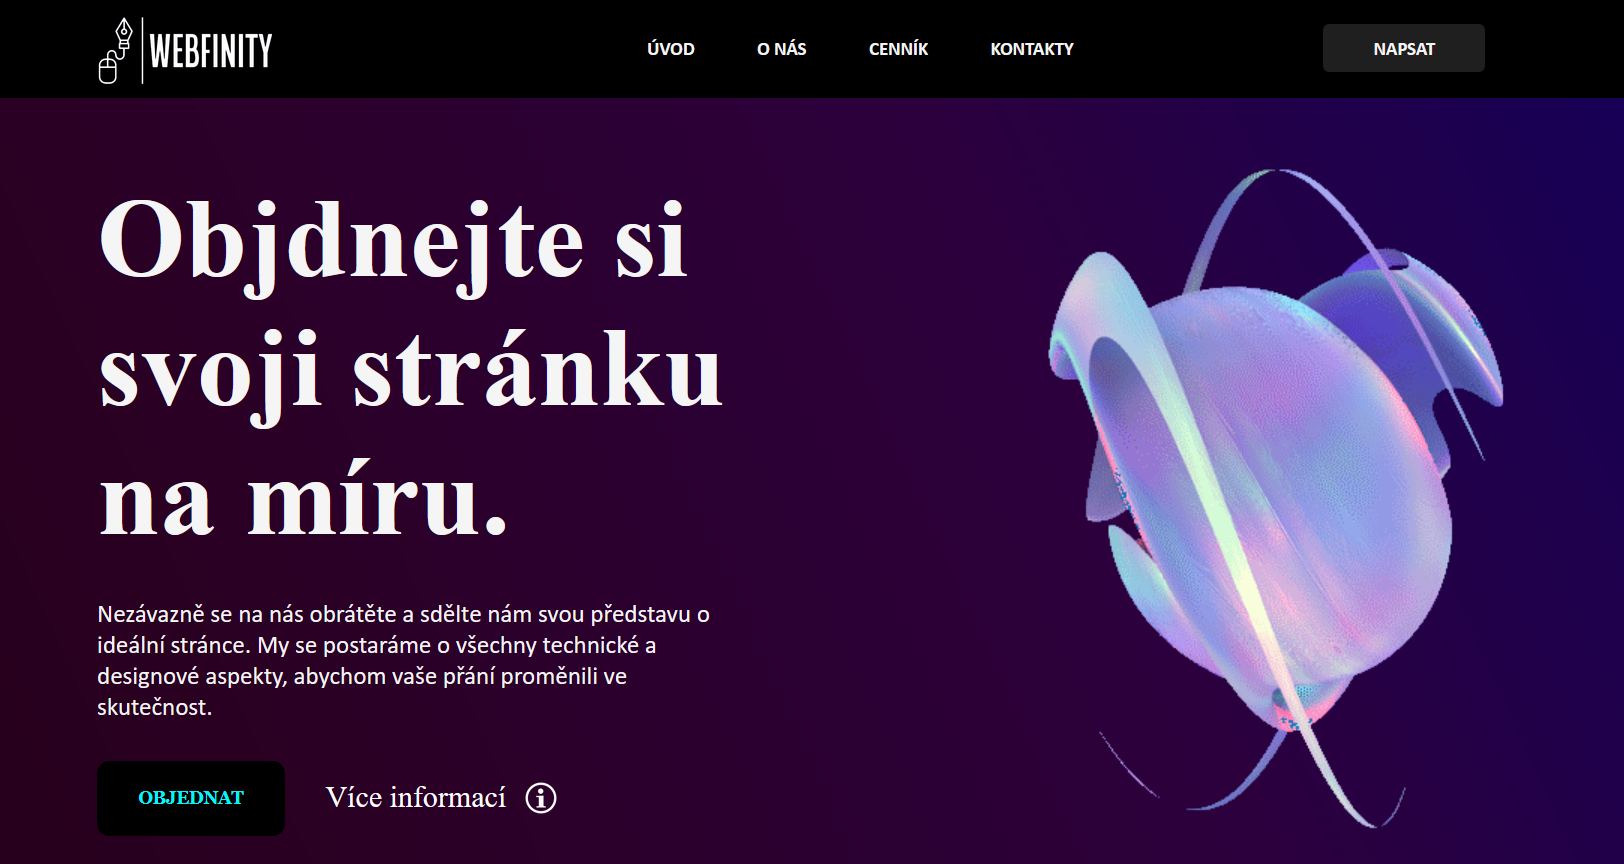 WEBFINITY
ÚVOD
O NÁS
CENNÍK
KONTAKTY
NAPSAT
Objdnejte si
svoji stránku
na míru.
Nezávazně se na nás obrátěte a sdělte nám svou představu o
ideální stránce. My se postaráme o všechny technické a
designové aspekty, abychom vaše přání proměnili ve
skutečnost.
OBJEDNAT
Více informací